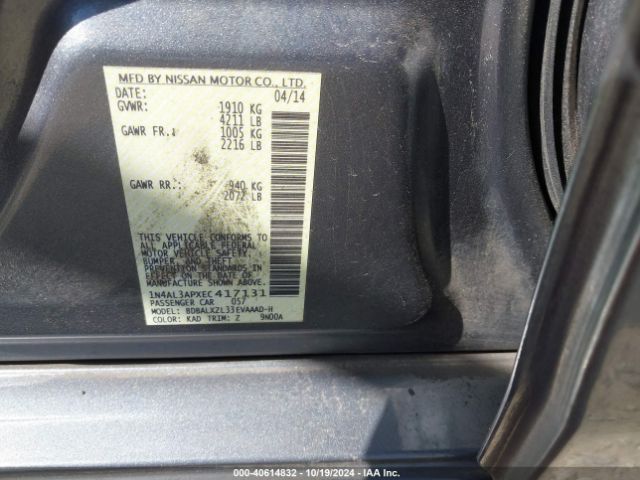 MFD BY NISSAN MOTOR CO., LTD.
DATE: 04/14
GVWR: 1910 KG
4211 LB
GAWR FR.: 1005 KG
2216 LB
GAWR RR.: 940 KG
2072 LB
THIS VEHICLE CONFORMS TO
ALL APPLICABLE FEDERAL
MOTOR VEHICLE SAFETY,
BUMPER, AND THEFT
PREVENTION STANDARDS IN
EFFECT ON THE DATE OF
MANUFACTURE SHOWN ABOVE.
1N4AL3APXEC417131
PASSENGER CAR 057
MODEL: BDBALXZL33EVAAAD-H
COLOR: KAD TRIM: Z 9N00A
000-40614832 - 10/19/2024 - IAA Inc.